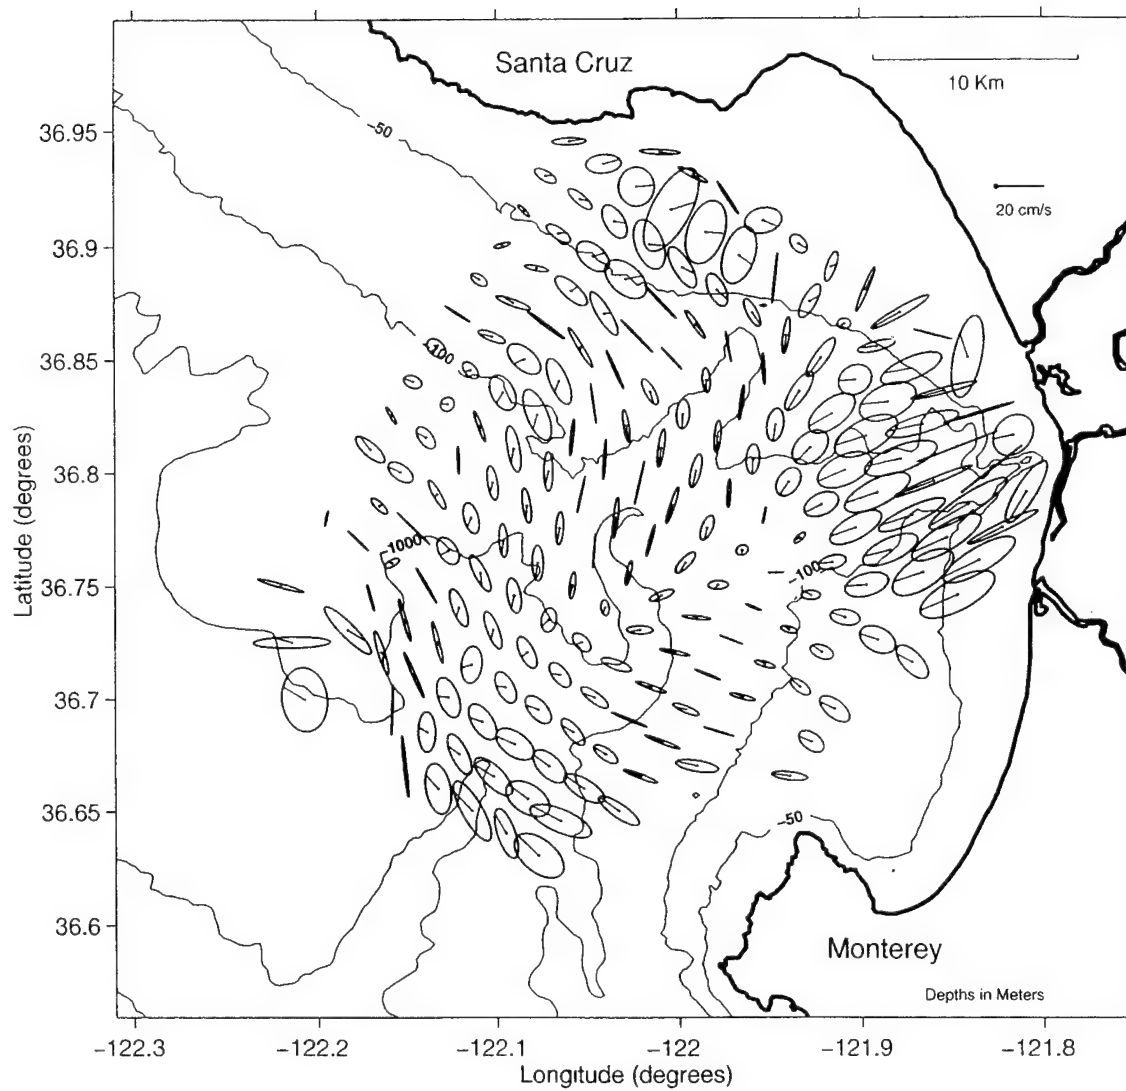 Santa Cruz
10 Km
36.95
-50
20 cm/s
36.9
-100
36.85
36.8
Latitude (degrees)
-1000
-100
36.75
36.7
36.65
-50
36.6
Monterey
Depths in Meters
-122.3
-122.2
-122.1
-122
-121.9
-121.8
Longitude (degrees)